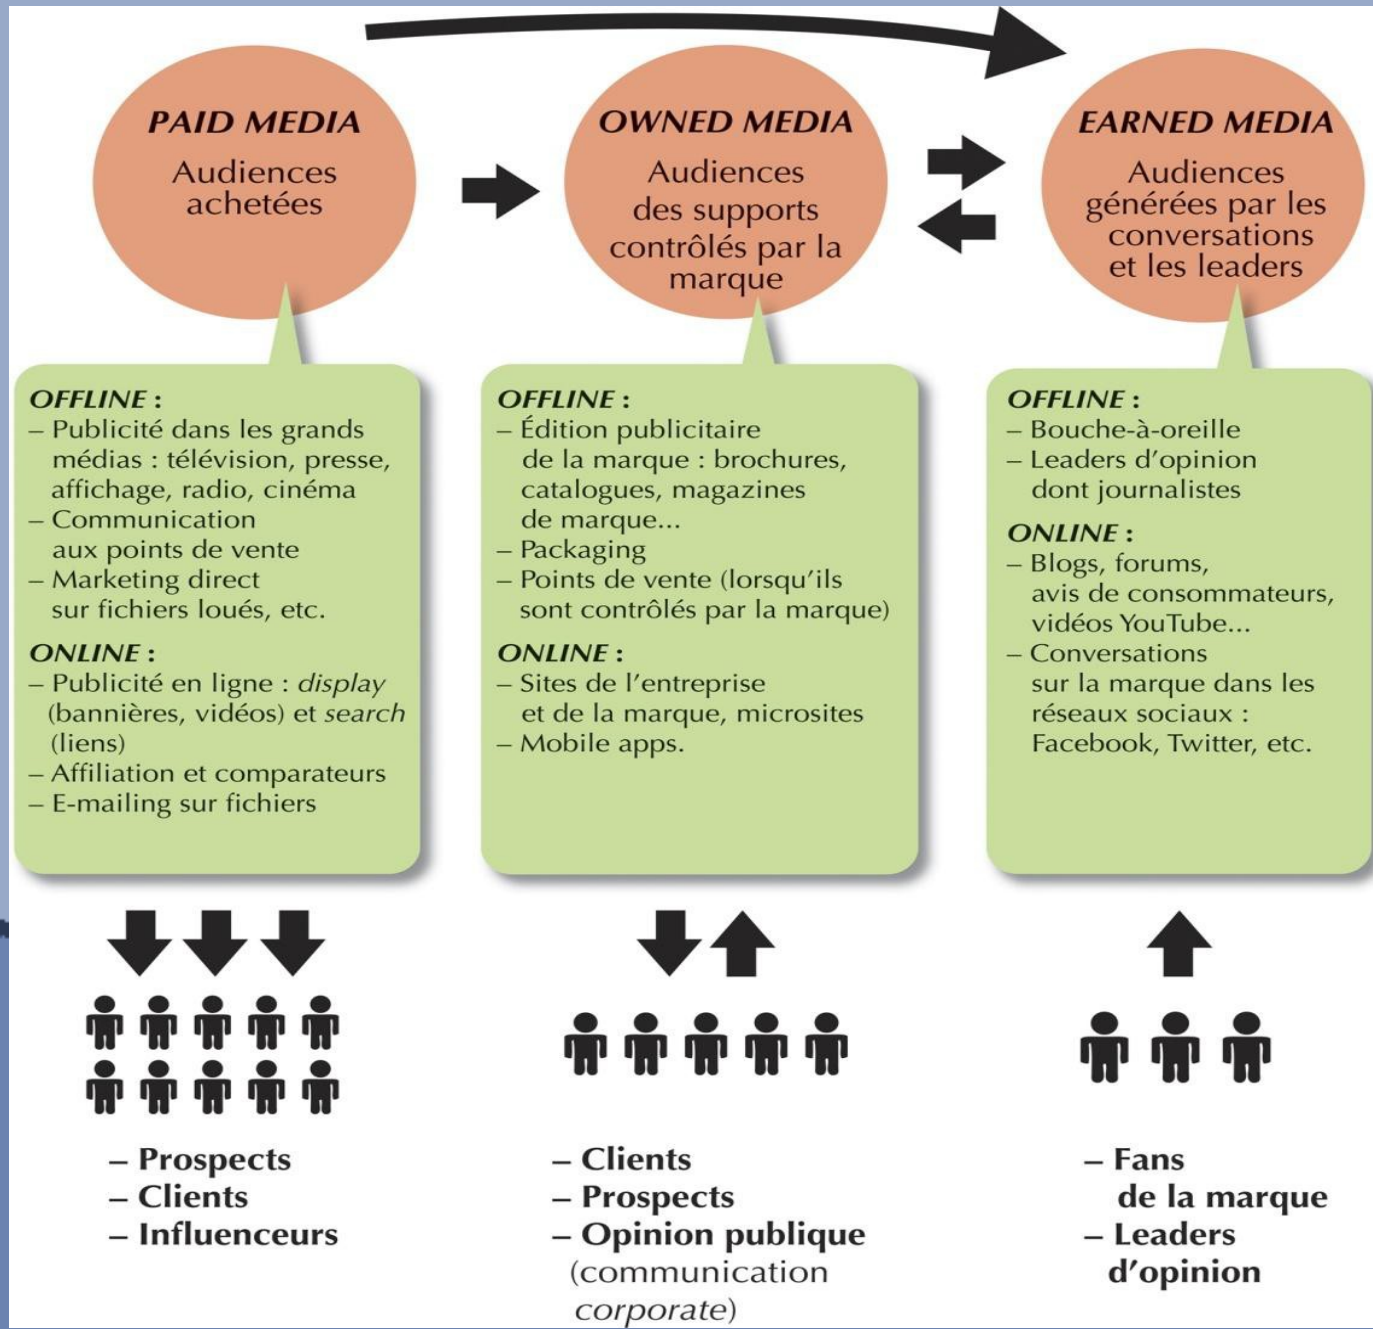 PAID MEDIA
Audiences
achetées
OWNED MEDIA
Audiences
des supports
contrôlés par la
marque
EARNED MEDIA
Audiences
générées par les
conversations
et les leaders
OFFLINE :
– Publicité dans les grands
médias : télévision, presse,
affichage, radio, cinéma
– Communication
aux points de vente
– Marketing direct
sur fichiers loués, etc.
ONLINE :
– Publicité en ligne : display
(bannières, vidéos) et search
(liens)
– Affiliation et comparateurs
– E-mailing sur fichiers
OFFLINE :
– Édition publicitaire
de la marque : brochures,
catalogues, magazines
de marque...
– Packaging
– Points de vente (lorsqu’ils
sont contrôlés par la marque)
ONLINE :
– Sites de l’entreprise
et de la marque, microsites
– Mobile apps.
OFFLINE :
– Bouche-à-oreille
– Leaders d’opinion
dont journalistes
ONLINE :
– Blogs, forums,
avis de consommateurs,
vidéos YouTube...
– Conversations
sur la marque dans les
réseaux sociaux :
Facebook, Twitter, etc.
– Prospects
– Clients
– Influenceurs
– Clients
– Prospects
– Opinion publique
(communication
corporate)
– Fans
de la marque
– Leaders
d’opinion